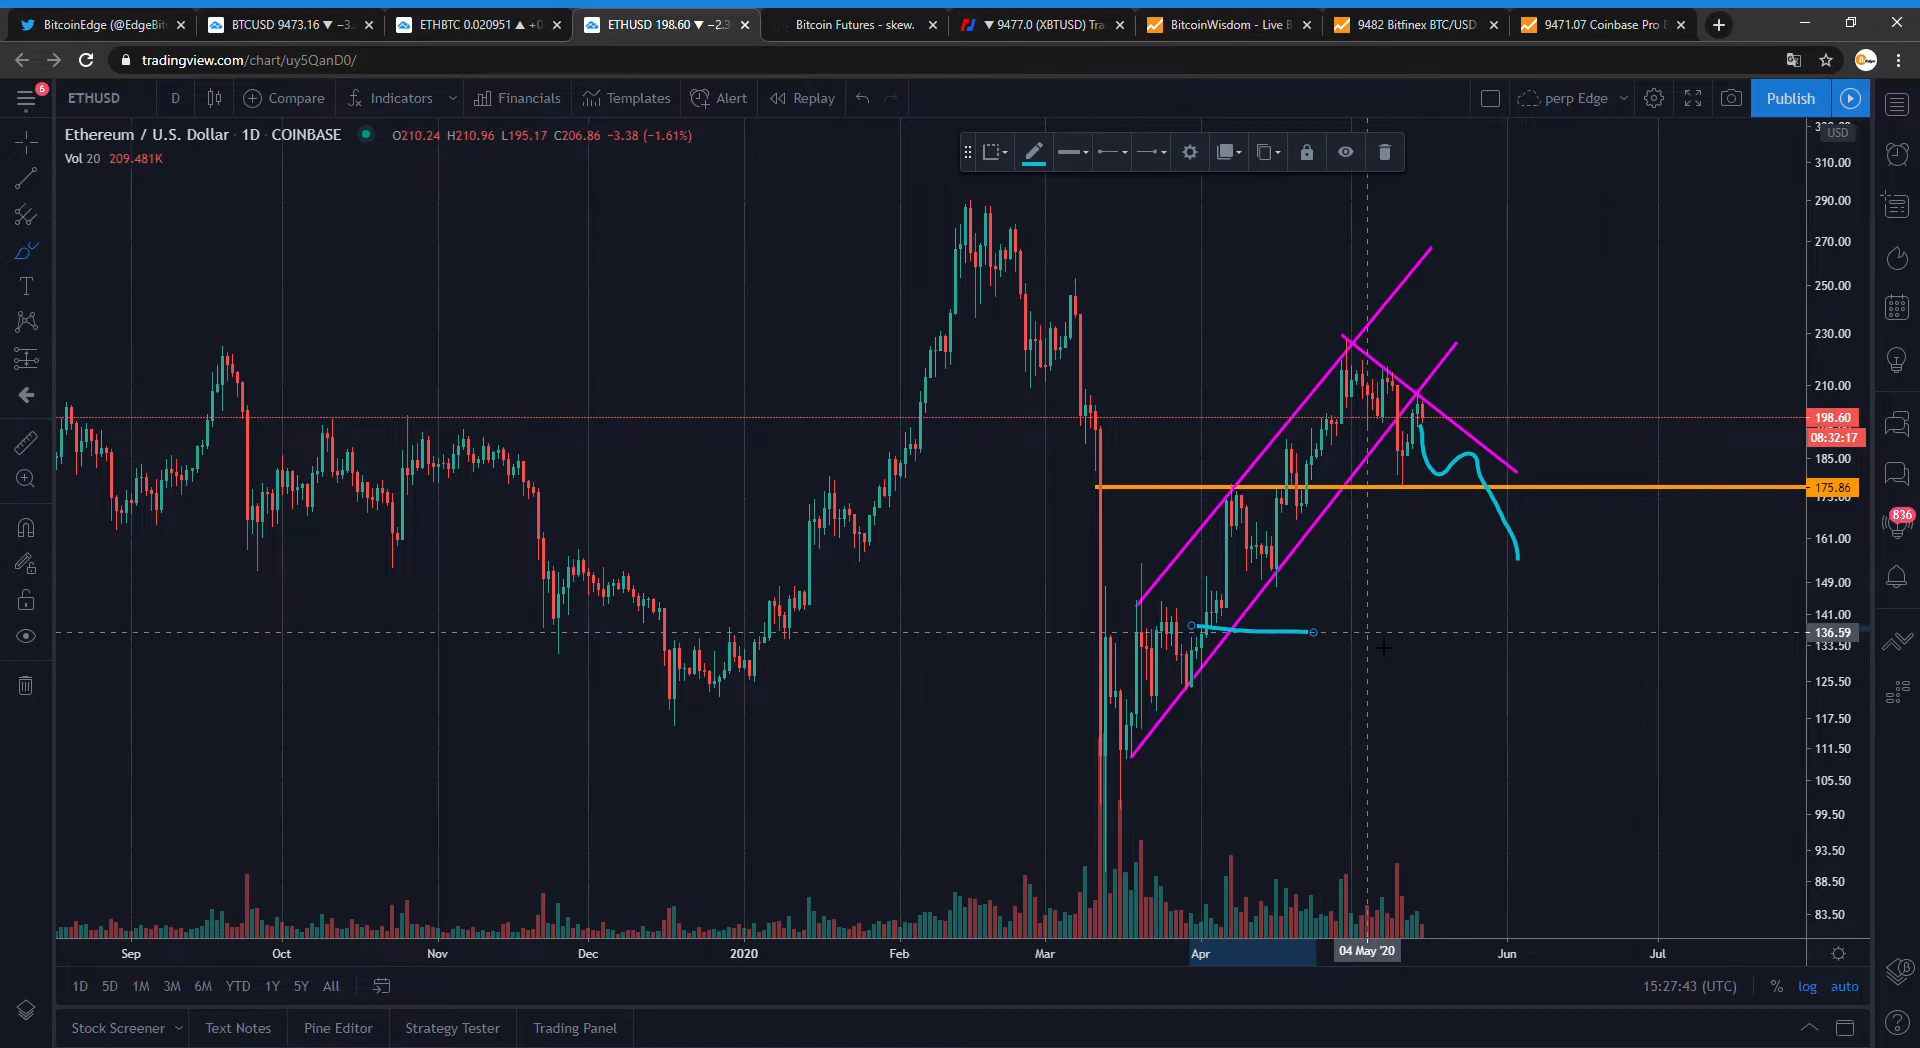 BitcoinEdge (@EdgeBit
BTCUSD 9473.16 ▼ −3.
ETHBTC 0.020951 ▲ +0
ETHUSD 198.60 ▼ −2.3
Bitcoin Futures - skew.
▼ 9477.0 (XBTUSD) Tra
BitcoinWisdom - Live B
9482 Bitfinex BTC/USD
9471.07 Coinbase Pro
tradingview.com/chart/uy5QanD0/
6
ETHUSD
D
Compare
Indicators
Financials
Templates
Alert
Replay
perp Edge
Publish
Ethereum / U.S. Dollar · 1D · COINBASE
O210.24 H210.96 L195.17 C206.86 −3.38 (−1.61%)
Vol 20 209.481K
USD
310.00
290.00
270.00
250.00
230.00
210.00
198.60
08:32:17
185.00
175.86
161.00
149.00
141.00
136.59
133.50
125.50
117.50
111.50
105.50
99.50
93.50
88.50
83.50
836
Sep
Oct
Nov
Dec
2020
Feb
Mar
Apr
04 May '20
Jun
Jul
1D 5D 1M 3M 6M YTD 1Y 5Y All
15:27:43 (UTC)
%
log
auto
Stock Screener
Text Notes
Pine Editor
Strategy Tester
Trading Panel